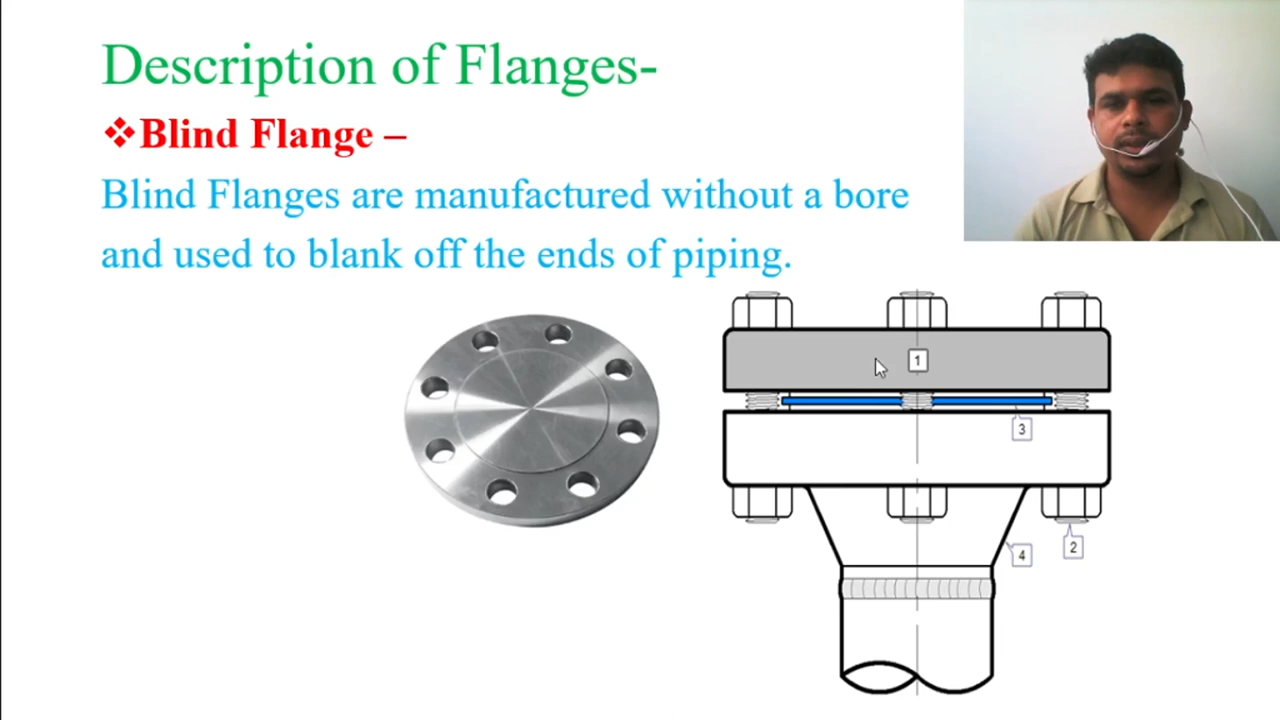 Description of Flanges-
❖Blind Flange –
Blind Flanges are manufactured without a bore
and used to blank off the ends of piping.
1
3
4
2